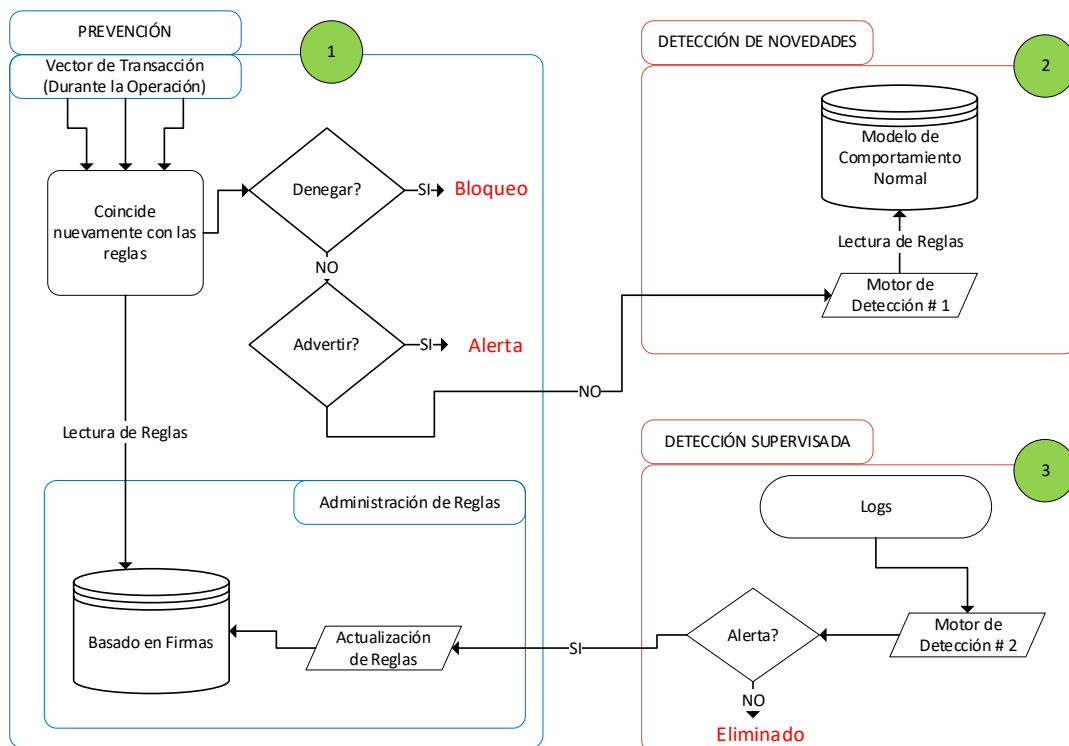 PREVENCIÓN
1
Vector de Transacción
(Durante la Operación)
Coincide
nuevamente con las
reglas
Denegar?
SI
Bloqueo
NO
Advertir?
SI
Alerta
NO
Lectura de Reglas
Administración de Reglas
Basado en Firmas
Actualización
de Reglas
DETECCIÓN DE NOVEDADES
2
Modelo de
Comportamiento
Normal
Lectura de Reglas
Motor de
Detección # 1
DETECCIÓN SUPERVISADA
3
Logs
Motor de
Detección # 2
Alerta?
SI
NO
Eliminado